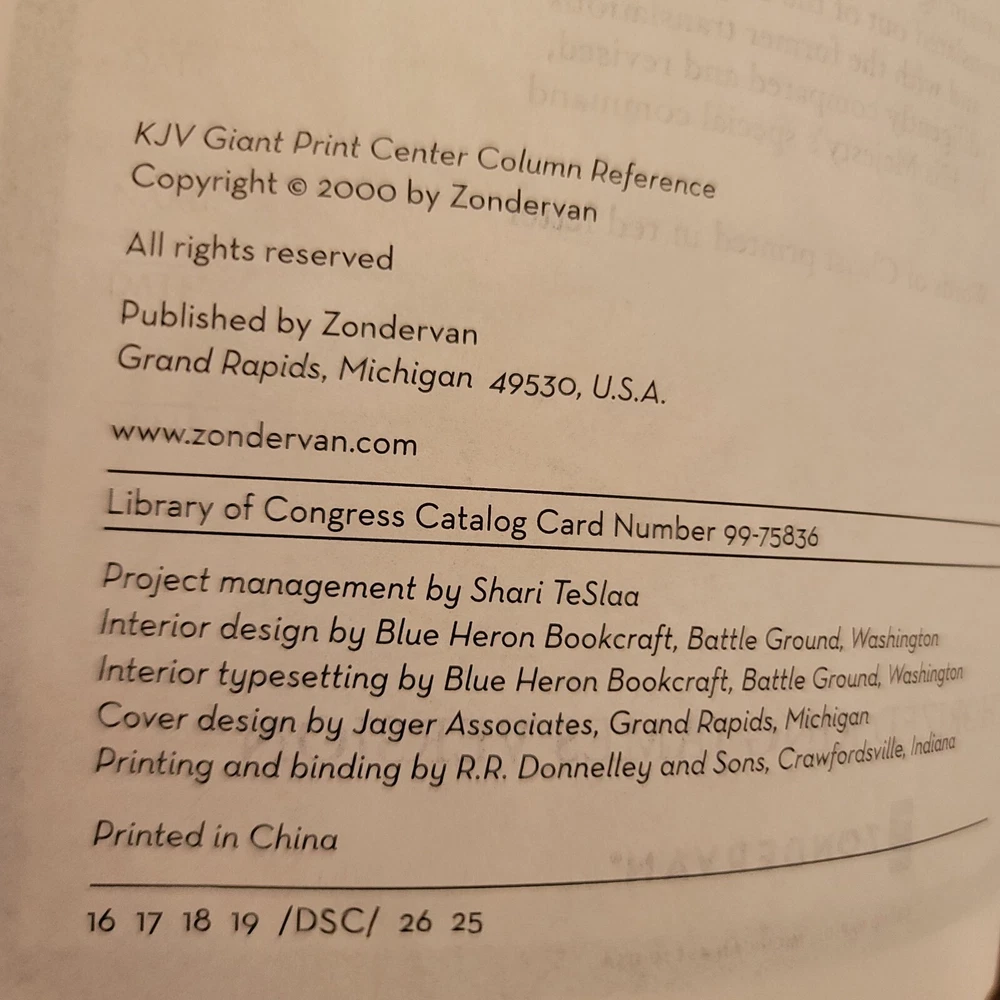 KJV Giant Print Center Column Reference
Copyright © 2000 by Zondervan
All rights reserved
Published by Zondervan
Grand Rapids, Michigan 49530, U.S.A.
www.zondervan.com
Library of Congress Catalog Card Number 99-75836
Project management by Shari TeSlaa
Interior design by Blue Heron Bookcraft, Battle Ground, Washington
Interior typesetting by Blue Heron Bookcraft, Battle Ground, Washington
Cover design by Jager Associates, Grand Rapids, Michigan
Printing and binding by R.R. Donnelley and Sons, Crawfordsville, Indiana
Printed in China
16 17 18 19 /DSC/ 26 25